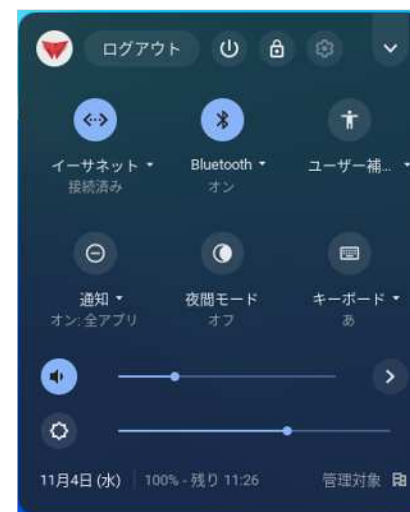 ログアウト
イーサネット Bluetooth ユーザー補...
接続済み オン
通知 夜間モード キーボード
オン: 全アプリ オフ あ
11月4日 (水) 100% - 残り 11:26 管理対象